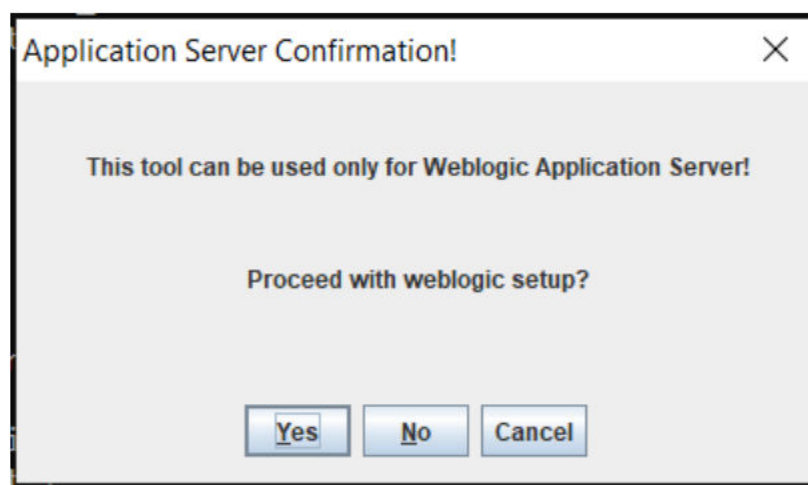 Application Server Confirmation!
This tool can be used only for Weblogic Application Server!
Proceed with weblogic setup?
Yes No Cancel